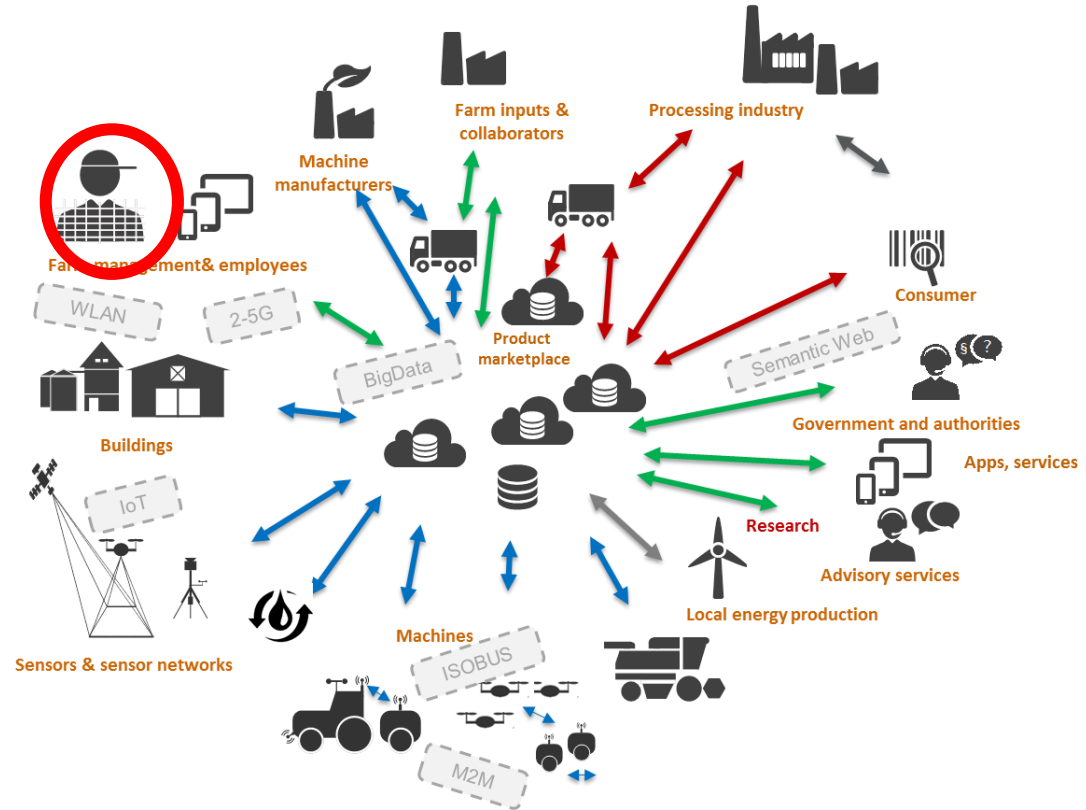 Farm inputs &
collaborators
Processing industry
Machine
manufacturers
Farm management& employees
WLAN
2-5G
Consumer
Product
marketplace
BigData
Semantic Web
§
?
Government and authorities
Buildings
Apps, services
IoT
Research
Advisory services
Local energy production
Machines
Sensors & sensor networks
ISOBUS
M2M